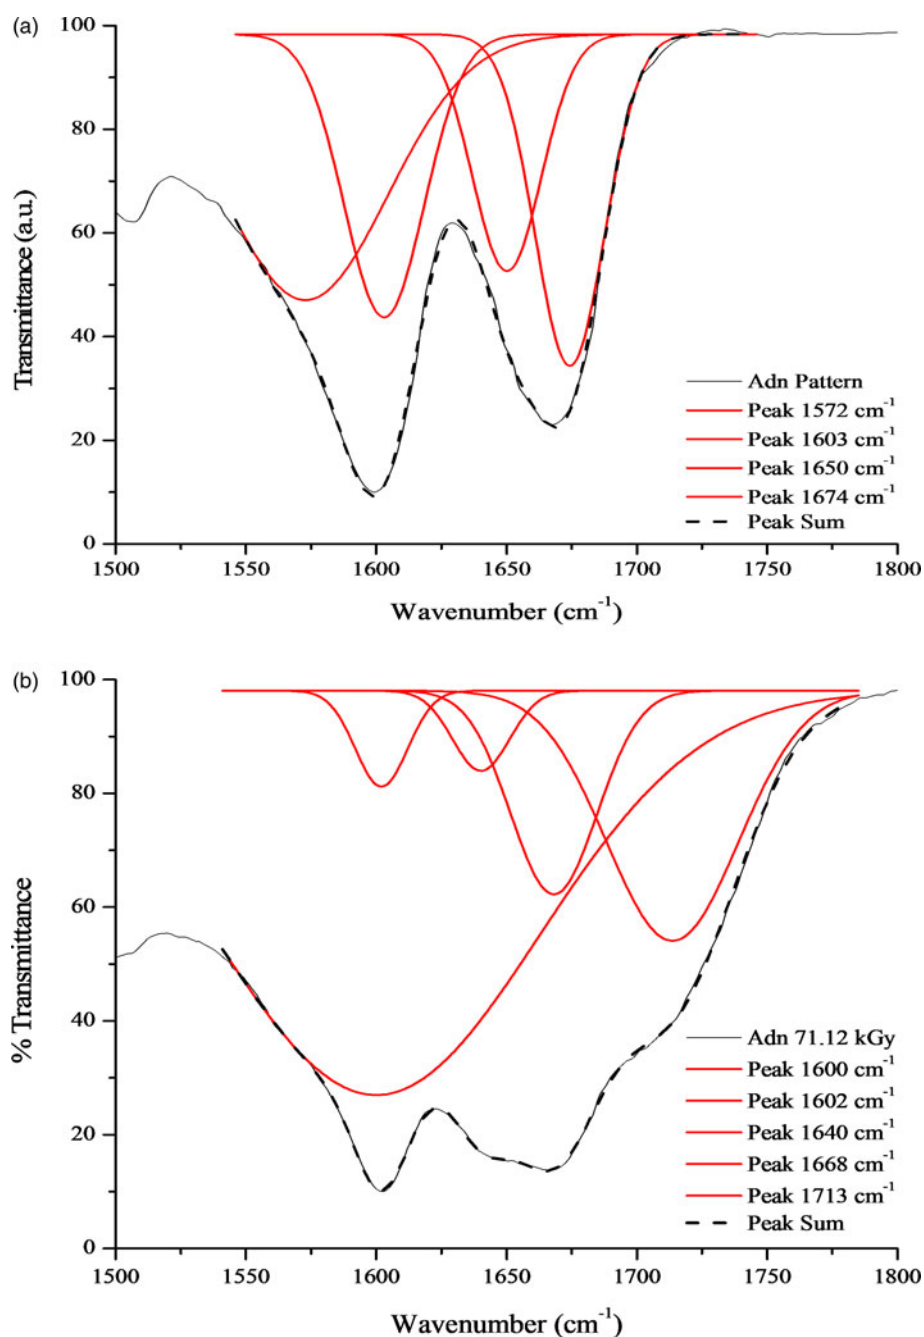 (a)
100
80
60
40
20
0
Transmittance (a.u.)
Adn Pattern
Peak 1572 cm⁻¹
Peak 1603 cm⁻¹
Peak 1650 cm⁻¹
Peak 1674 cm⁻¹
Peak Sum
1500 1550 1600 1650 1700 1750 1800
Wavenumber (cm⁻¹)
(b)
100
80
60
40
20
0
% Transmittance
Adn 71.12 kGy
Peak 1600 cm⁻¹
Peak 1602 cm⁻¹
Peak 1640 cm⁻¹
Peak 1668 cm⁻¹
Peak 1713 cm⁻¹
Peak Sum
1500 1550 1600 1650 1700 1750 1800
Wavenumber (cm⁻¹)